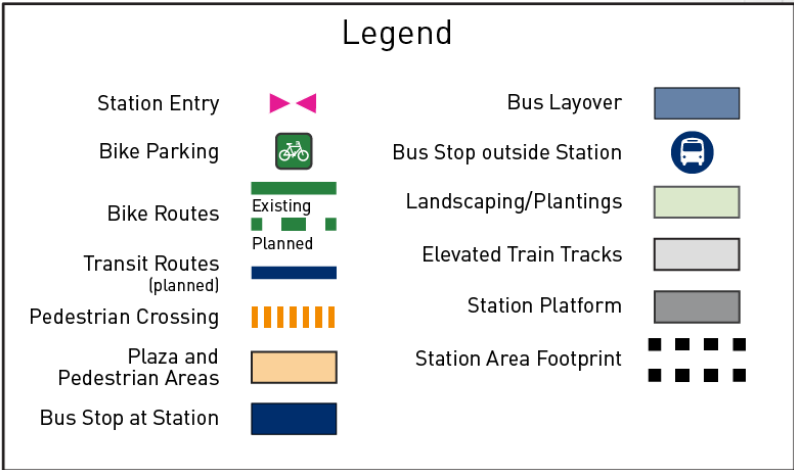 Legend
Station Entry
Bike Parking
Bike Routes
Existing
Planned
Transit Routes
(planned)
Pedestrian Crossing
Plaza and
Pedestrian Areas
Bus Stop at Station
Bus Layover
Bus Stop outside Station
Landscaping/Plantings
Elevated Train Tracks
Station Platform
Station Area Footprint